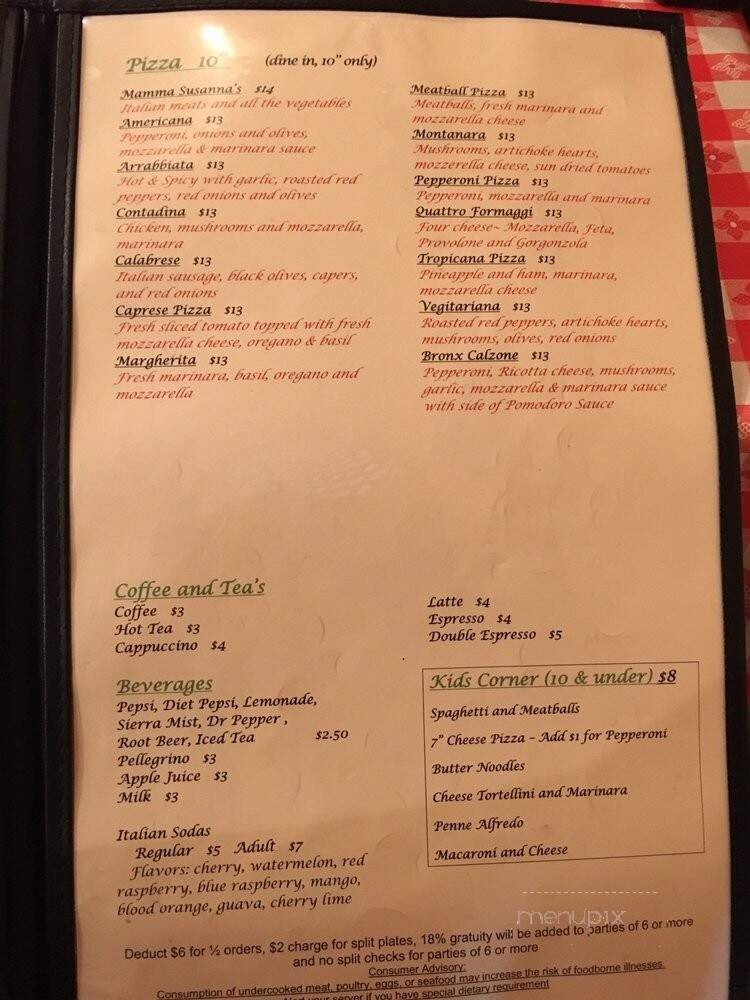 Pizza 10" (dine in, 10" only)
Mamma Susanna's $14
Italian meats and all the vegetables
Americana $13
Pepperoni, onions and olives,
mozzarella & marinara sauce
Arrabbiata $13
Hot & Spicy with garlic, roasted red
peppers, red onions and olives
Contadina $13
Chicken, mushrooms and mozzarella,
marinara
Calabrese $13
Italian sausage, black olives, capers,
and red onions
Caprese Pizza $13
Fresh sliced tomato topped with fresh
mozzarella cheese, oregano & basil
Margherita $13
Fresh marinara, basil, oregano and
mozzarella
Meatball Pizza $13
Meatballs, fresh marinara and
mozzarella cheese
Montanara $13
Mushrooms, artichoke hearts,
mozzerella cheese, sun dried tomatoes
Pepperoni Pizza $13
Pepperoni, mozzarella and marinara
Quattro Formaggi $13
Four cheese~ Mozzarella, Feta,
Provolone and Gorgonzola
Tropicana Pizza $13
Pineapple and ham, marinara,
mozzarella cheese
Vegitariana $13
Roasted red peppers, artichoke hearts,
mushrooms, olives, red onions
Bronx Calzone $13
Pepperoni, Ricotta cheese, mushrooms,
garlic, mozzarella & marinara sauce
with side of Pomodoro Sauce
Coffee and Tea's
Coffee $3
Hot Tea $3
Cappuccino $4
Latte $4
Espresso $4
Double Espresso $5
Beverages
Pepsi, Diet Pepsi, Lemonade,
Sierra Mist, Dr Pepper ,
Root Beer, Iced Tea $2.50
Pellegrino $3
Apple Juice $3
Milk $3
Italian Sodas
Regular $5 Adult $7
Flavors: cherry, watermelon, red
raspberry, blue raspberry, mango,
blood orange, guava, cherry lime
Kids Corner (10 & under) $8
Spaghetti and Meatballs
7" Cheese Pizza – Add $1 for Pepperoni
Butter Noodles
Cheese Tortellini and Marinara
Penne Alfredo
Macaroni and Cheese
menupix
Deduct $6 for ½ orders, $2 charge for split plates, 18% gratuity will be added to parties of 6 or more
and no split checks for parties of 6 or more
Consumer Advisory:
Consumption of undercooked meat, poultry, eggs, or seafood may increase the risk of foodborne illnesses.
your server if you have special dietary requirement